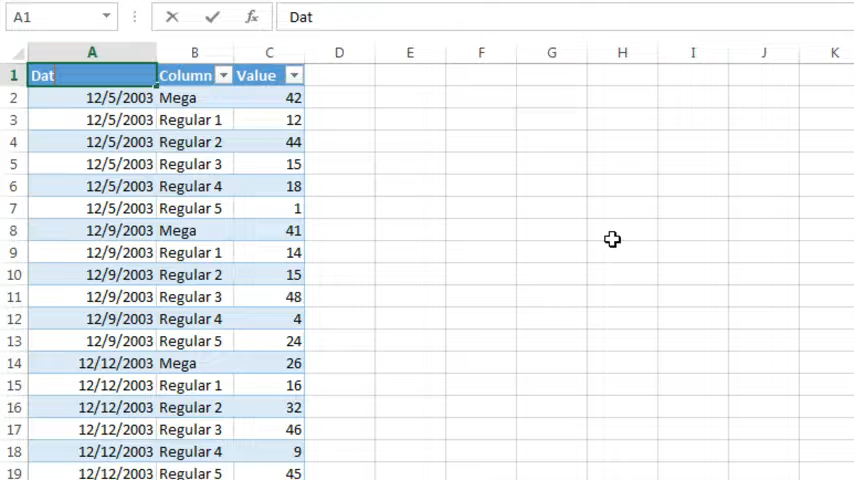 A1 fx Dat
A B C D E F G H I J K
1 Dat Column Value
2 12/5/2003 Mega 42
3 12/5/2003 Regular 1 12
4 12/5/2003 Regular 2 44
5 12/5/2003 Regular 3 15
6 12/5/2003 Regular 4 18
7 12/5/2003 Regular 5 1
8 12/9/2003 Mega 41
9 12/9/2003 Regular 1 14
10 12/9/2003 Regular 2 15
11 12/9/2003 Regular 3 48
12 12/9/2003 Regular 4 4
13 12/9/2003 Regular 5 24
14 12/12/2003 Mega 26
15 12/12/2003 Regular 1 16
16 12/12/2003 Regular 2 32
17 12/12/2003 Regular 3 46
18 12/12/2003 Regular 4 9
19 12/12/2003 Regular 5 45